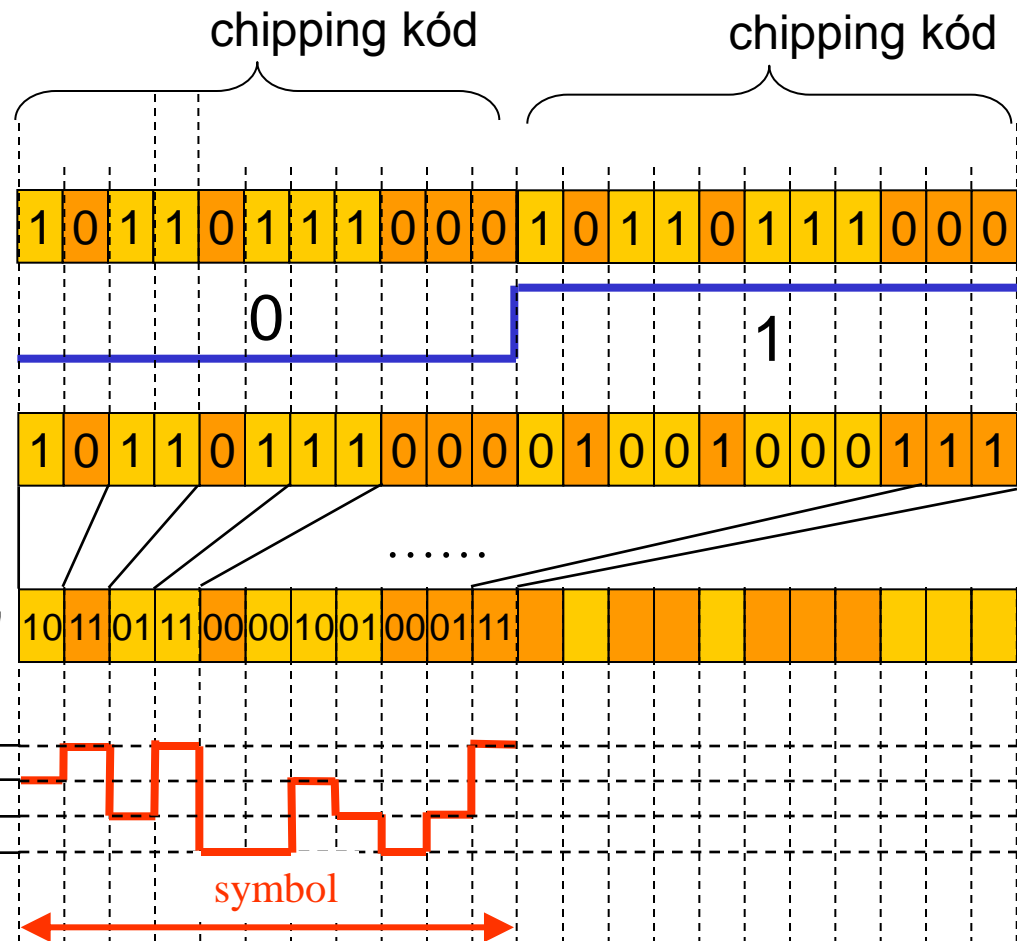 chipping kód chipping kód
1 0 1 1 0 1 1 1 0 0 0 1 0 1 1 0 1 1 1 0 0 0
0 1
1 0 1 1 0 1 1 1 0 0 0 0 1 0 0 1 0 0 0 1 1 1
......
10 11 01 11 00 00 10 01 00 01 11
symbol